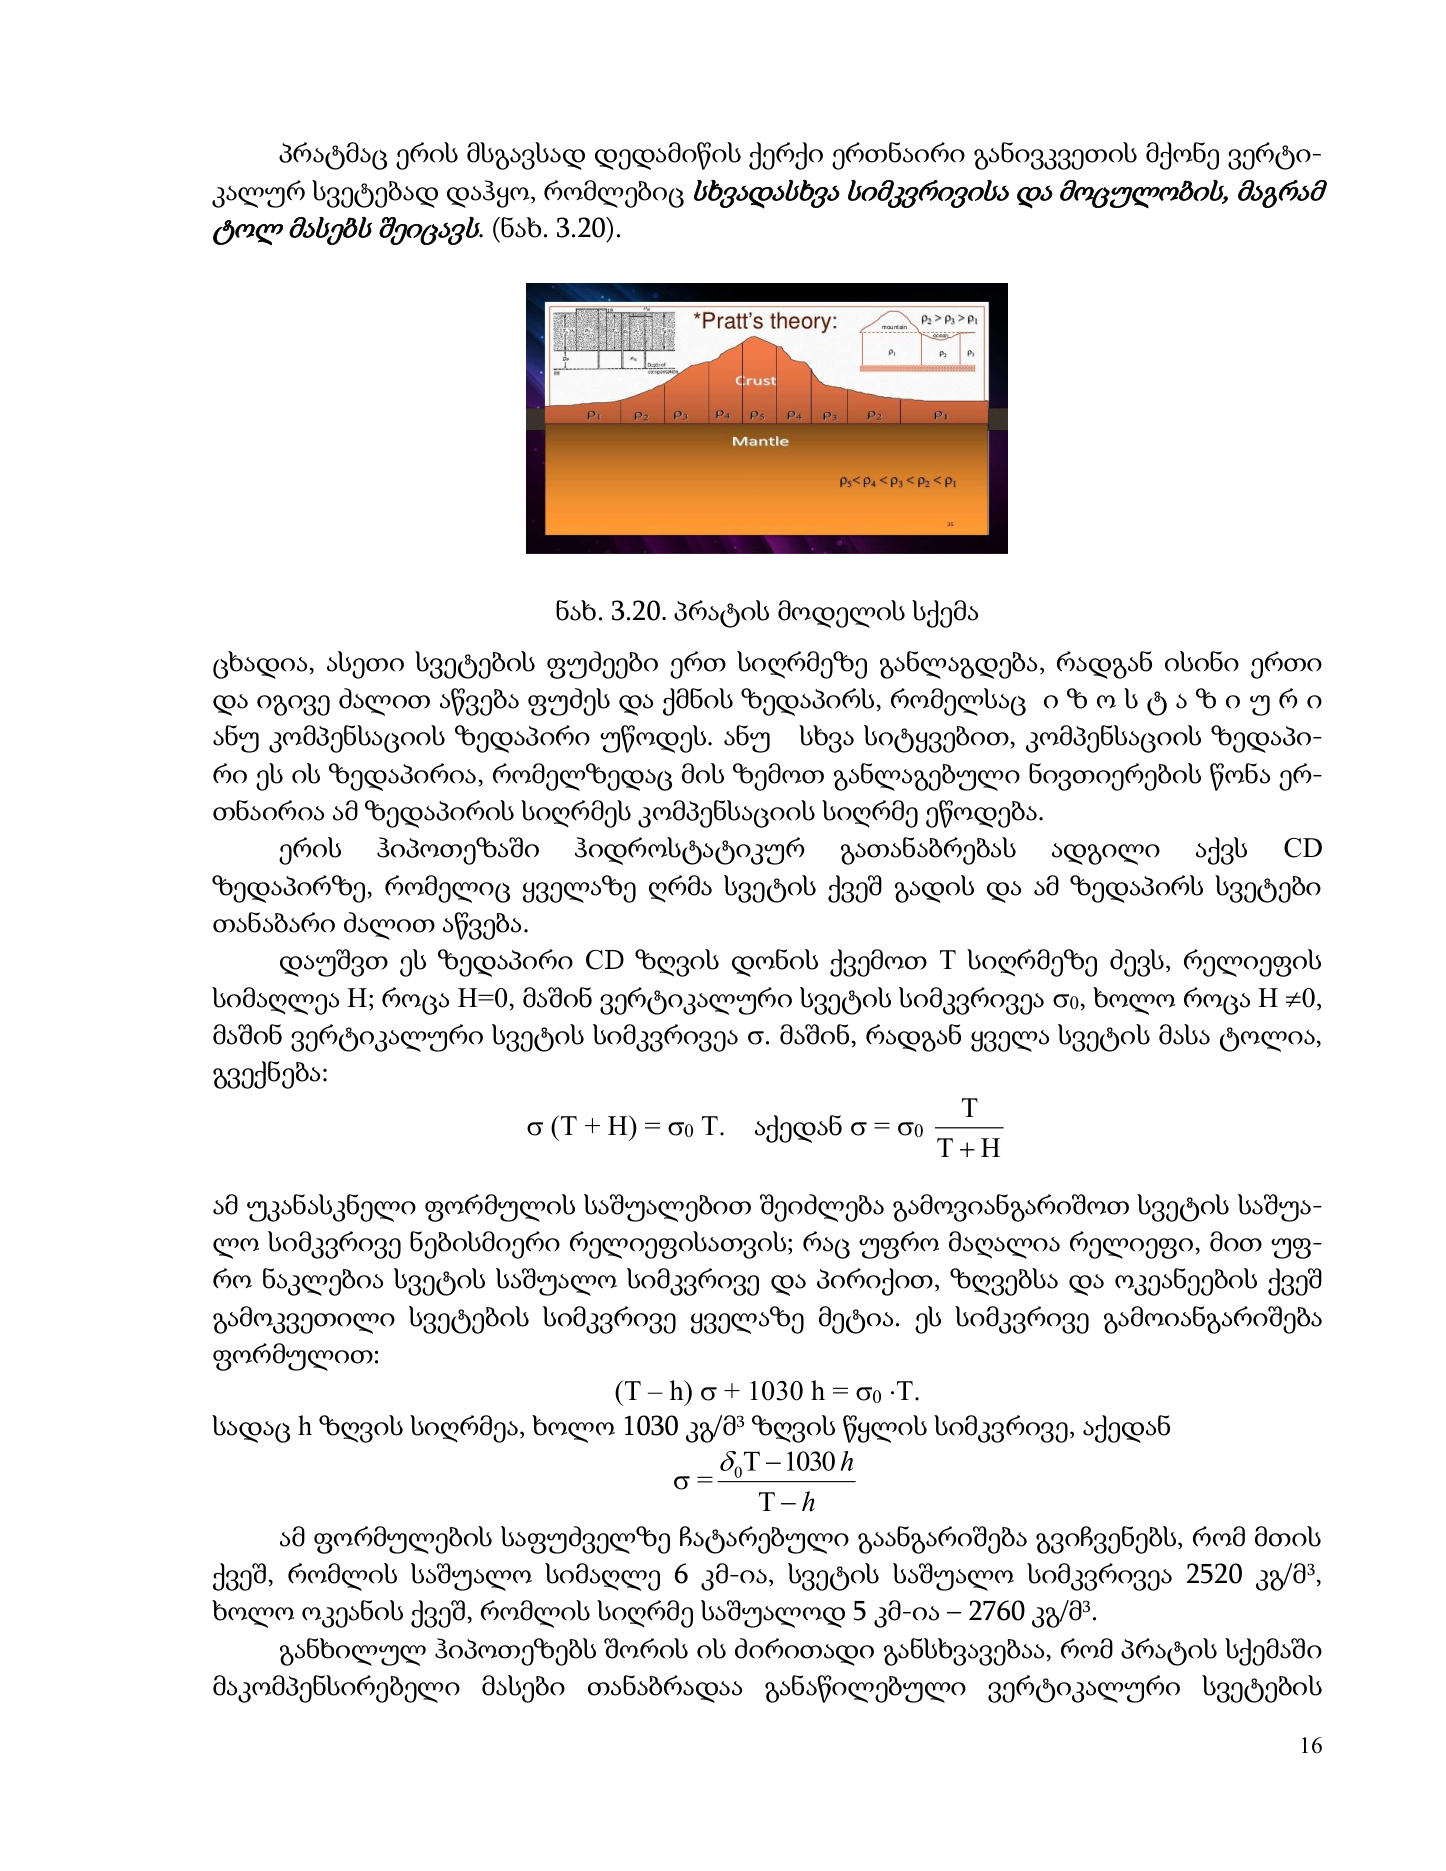 პრატმაც ერის მსგავსად დედამიწის ქერქი ერთნაირი განივკვეთის მქონე ვერტი-
კალურ სვეტებად დაჰყო, რომლებიც სხვადასხვა სიმკვრივისა და მოცულობის, მაგრამ
ტოლ მასებს შეიცავს. (ნახ. 3.20).
*Pratt's theory:
mountain
ρ2 > ρ3 > ρ1
ocean
ρ1 ρ2 ρ3
Crust
ρ1 ρ2 ρ3 ρ4 ρ5 ρ4 ρ3 ρ2 ρ1
Mantle
ρ5< ρ4 < ρ3 < ρ2 < ρ1
ნახ. 3.20. პრატის მოდელის სქემა
ცხადია, ასეთი სვეტების ფუძეები ერთ სიღრმეზე განლაგდება, რადგან ისინი ერთი
და იგივე ძალით აწვება ფუძეს და ქმნის ზედაპირს, რომელსაც ი ზ ო ს ტ ა ზ ი უ რ ი
ანუ კომპენსაციის ზედაპირი უწოდეს. ანუ სხვა სიტყვებით, კომპენსაციის ზედაპი-
რი ეს ის ზედაპირია, რომელზედაც მის ზემოთ განლაგებული ნივთიერების წონა ერ-
თნაირია ამ ზედაპირის სიღრმეს კომპენსაციის სიღრმე ეწოდება.
ერის ჰიპოთეზაში ჰიდროსტატიკურ გათანაბრებას ადგილი აქვს CD
ზედაპირზე, რომელიც ყველაზე ღრმა სვეტის ქვეშ გადის და ამ ზედაპირს სვეტები
თანაბარი ძალით აწვება.
დაუშვთ ეს ზედაპირი CD ზღვის დონის ქვემოთ T სიღრმეზე ძევს, რელიეფის
სიმაღლეა H; როცა H=0, მაშინ ვერტიკალური სვეტის სიმკვრივეა σ₀, ხოლო როცა H ≠0,
მაშინ ვერტიკალური სვეტის სიმკვრივეა σ. მაშინ, რადგან ყველა სვეტის მასა ტოლია,
გვექნება:
σ (T + H) = σ₀ T. აქედან σ = σ₀ T / (T + H)
ამ უკანასკნელი ფორმულის საშუალებით შეიძლება გამოვიანგარიშოთ სვეტის საშუა-
ლო სიმკვრივე ნებისმიერი რელიეფისათვის; რაც უფრო მაღალია რელიეფი, მით უფ-
რო ნაკლებია სვეტის საშუალო სიმკვრივე და პირიქით, ზღვებსა და ოკეანეების ქვეშ
გამოკვეთილი სვეტების სიმკვრივე ყველაზე მეტია. ეს სიმკვრივე გამოიანგარიშება
ფორმულით:
(T – h) σ + 1030 h = σ₀ ·T.
სადაც h ზღვის სიღრმეა, ხოლო 1030 კგ/მ³ ზღვის წყლის სიმკვრივე, აქედან
σ = (δ₀T – 1030 h) / (T – h)
ამ ფორმულების საფუძველზე ჩატარებული გაანგარიშება გვიჩვენებს, რომ მთის
ქვეშ, რომლის საშუალო სიმაღლე 6 კმ-ია, სვეტის საშუალო სიმკვრივეა 2520 კგ/მ³,
ხოლო ოკეანის ქვეშ, რომლის სიღრმე საშუალოდ 5 კმ-ია – 2760 კგ/მ³.
განხილულ ჰიპოთეზებს შორის ის ძირითადი განსხვავებაა, რომ პრატის სქემაში
მაკომპენსირებელი მასები თანაბრადაა განაწილებული ვერტიკალური სვეტების
16